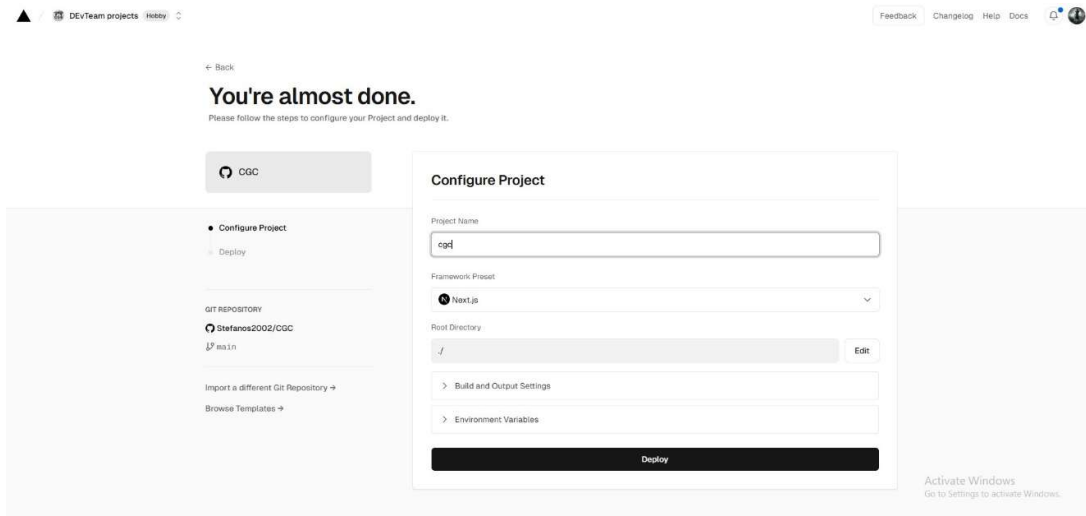 DEvTeam projects Hobby
Feedback Changelog Help Docs
← Back
You're almost done.
Please follow the steps to configure your Project and deploy it.
CGC
Configure Project
Deploy
GIT REPOSITORY
Stefanos2002/CGC
main
Import a different Git Repository →
Browse Templates →
Configure Project
Project Name
cgc
Framework Preset
Next.js
Root Directory
./
Edit
Build and Output Settings
Environment Variables
Deploy
Activate Windows
Go to Settings to activate Windows.